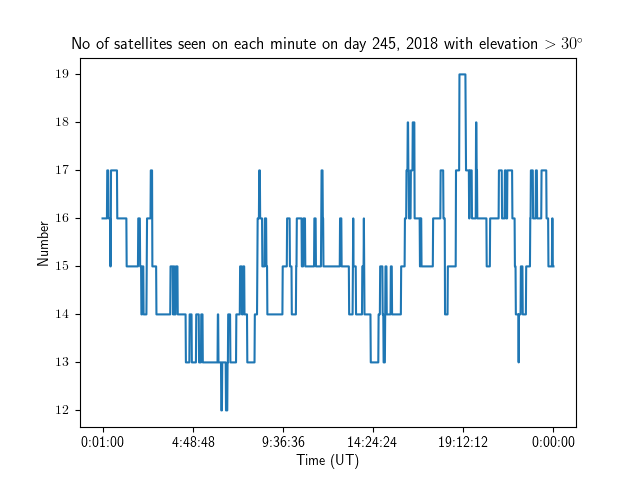 No of satellites seen on each minute on day 245, 2018 with elevation > 30°
19
18
17
16
15
14
13
12
Number
0:01:00 4:48:48 9:36:36 14:24:24 19:12:12 0:00:00
Time (UT)